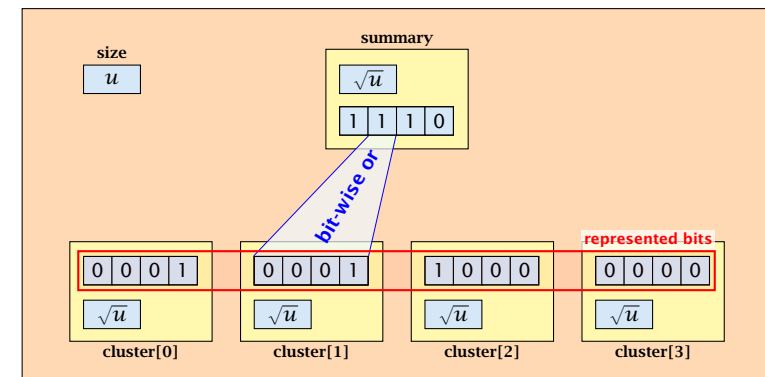 summary
size
u
√u
1 1 1 0
bit-wise or
represented bits
0 0 0 1 0 0 0 1 1 0 0 0 0 0 0 0
√u √u √u √u
cluster[0] cluster[1] cluster[2] cluster[3]